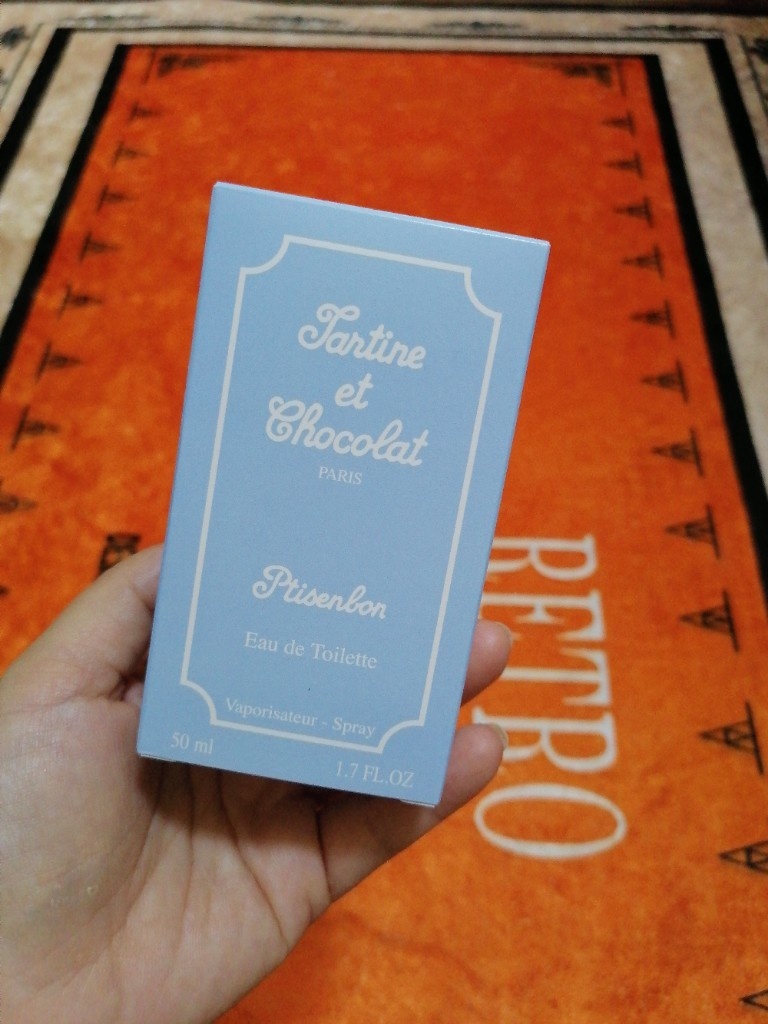 Tartine
et
Chocolat
PARIS
Ptisenbon
Eau de Toilette
Vaporisateur - Spray
50 ml
1.7 FL.OZ
RETRO